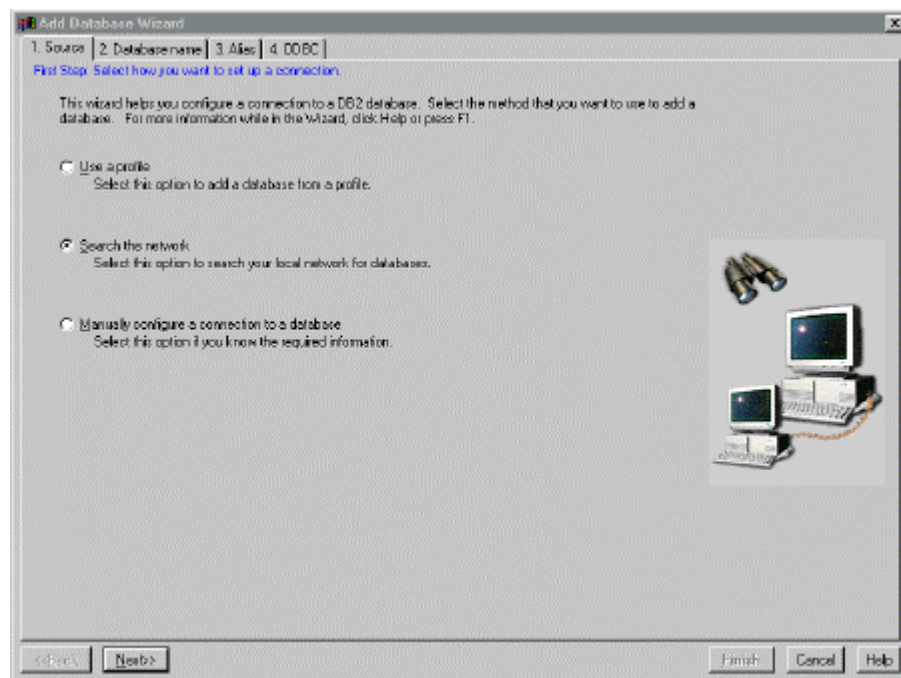 Add Database Wizard
1. Source 2. Database name 3. Alias 4. ODBC
First Step: Select how you want to set up a connection.
This wizard helps you configure a connection to a DB2 database. Select the method that you want to use to add a
database. For more information while in the Wizard, click Help or press F1.
Use a profile
Select this option to add a database from a profile.
Search the network
Select this option to search your local network for databases.
Manually configure a connection to a database
Select this option if you know the required information.
<<Back Next>> Finish Cancel Help